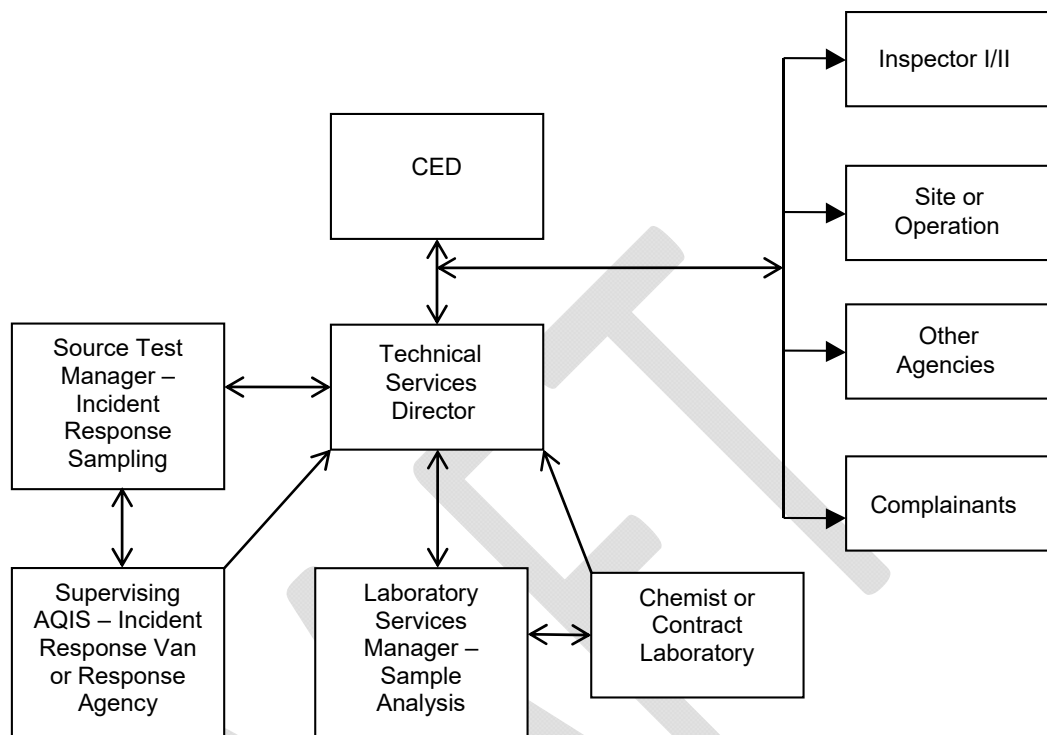 Inspector I/II
CED
Site or
Operation
Source Test
Manager –
Incident
Response
Sampling
Technical
Services
Director
Other
Agencies
Complainants
Supervising
AQIS – Incident
Response Van
or Response
Agency
Laboratory
Services
Manager –
Sample
Analysis
Chemist or
Contract
Laboratory